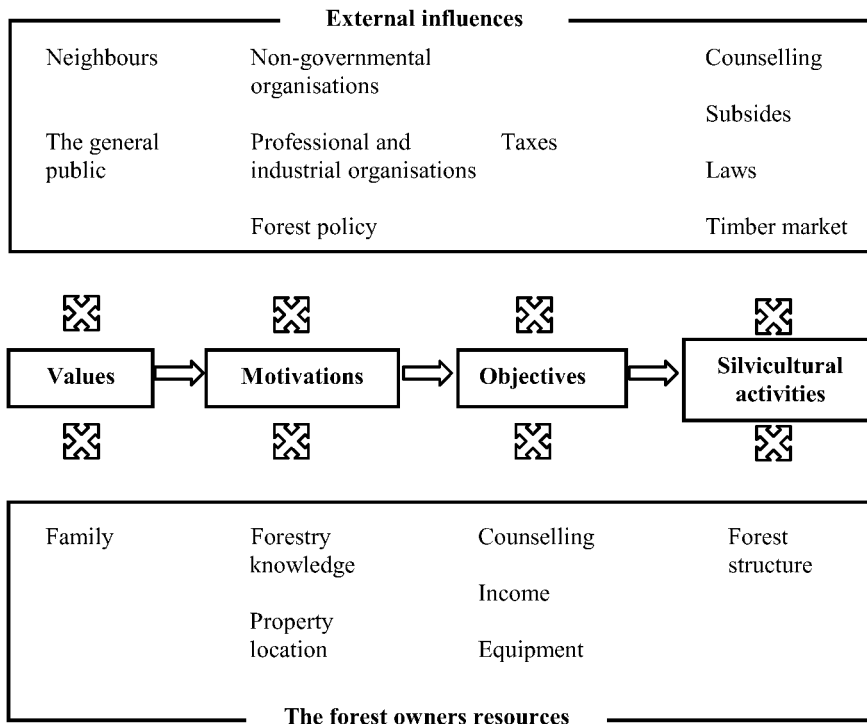 External influences
Neighbours
The general
public
Non-governmental
organisations
Professional and
industrial organisations
Forest policy
Taxes
Counselling
Subsides
Laws
Timber market
Values
Motivations
Objectives
Silvicultural
activities
Family
Forestry
knowledge
Property
location
Counselling
Income
Equipment
Forest
structure
The forest owners resources